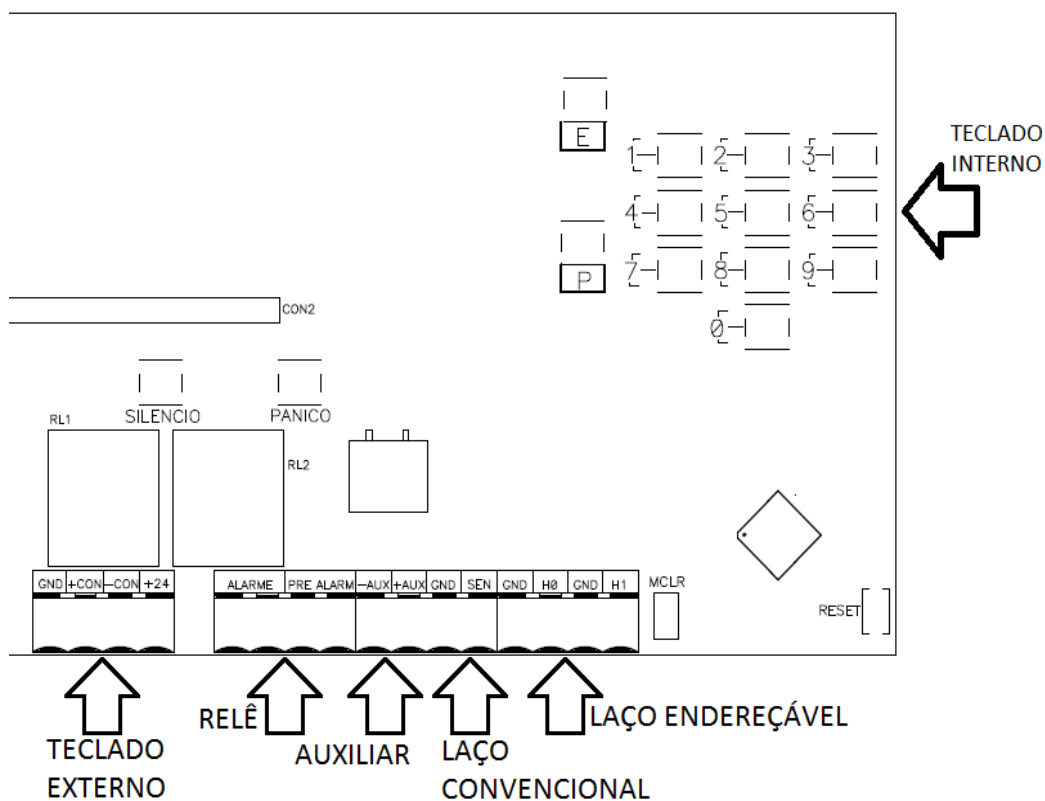 E
TECLADO
INTERNO
1 2 3
4 5 6
P
7 8 9
0
CON2
SILENCIO PANICO
RL1
RL2
GND +CON -CON +24
ALARME PRE ALARM -AUX +AUX GND SEN GND H0 GND H1
MCLR
RESET
RELÊ
LAÇO ENDEREÇÁVEL
TECLADO
EXTERNO
AUXILIAR
LAÇO
CONVENCIONAL